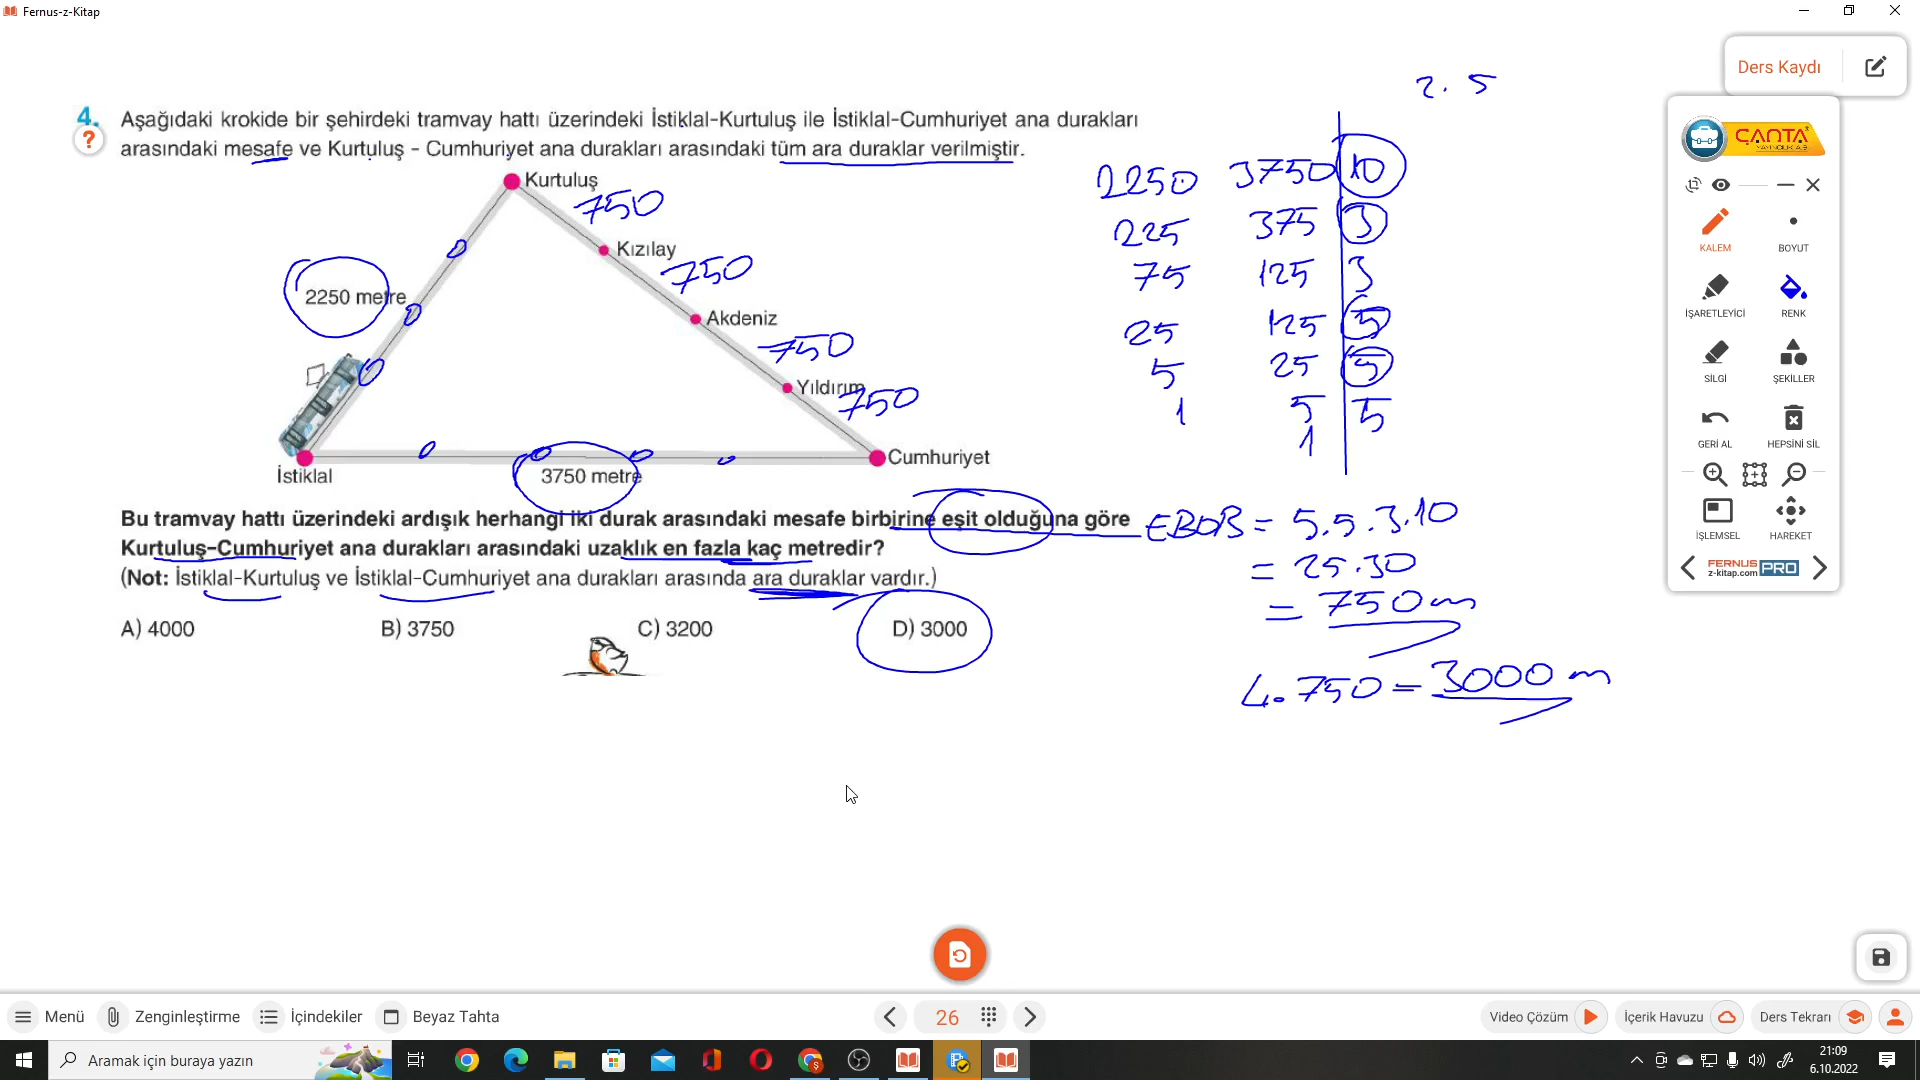 Fernus-z-Kitap
Ders Kaydı
2. 5
4.
?
Aşağıdaki krokide bir şehirdeki tramvay hattı üzerindeki İstiklal-Kurtuluş ile İstiklal-Cumhuriyet ana durakları
arasındaki mesafe ve Kurtuluş - Cumhuriyet ana durakları arasındaki tüm ara duraklar verilmiştir.
Kurtuluş
750
Kızılay
750
2250 metre
Akdeniz
750
Yıldırım
750
Cumhuriyet
İstiklal
3750 metre
2250 3750 10
225 375 3
75 125 3
25 125 5
5 25 5
1 5 5
1
Bu tramvay hattı üzerindeki ardışık herhangi iki durak arasındaki mesafe birbirine eşit olduğuna göre
Kurtuluş-Cumhuriyet ana durakları arasındaki uzaklık en fazla kaç metredir?
(Not: İstiklal-Kurtuluş ve İstiklal-Cumhuriyet ana durakları arasında ara duraklar vardır.)
A) 4000 B) 3750 C) 3200 D) 3000
EBOB = 5.5.3.10
= 25.30
= 750m
4.750 = 3000 m
ÇANTA
KALEM
BOYUT
İŞARETLEYİCİ
RENK
SİLGİ
ŞEKİLLER
GERİ AL
HEPSİNİ SİL
İŞLEMSEL
HAREKET
FERNUS
z-kitap.com
PRO
Menü
Zenginleştirme
İçindekiler
Beyaz Tahta
26
Video Çözüm
İçerik Havuzu
Ders Tekrarı
Aramak için buraya yazın
21:09
6.10.2022